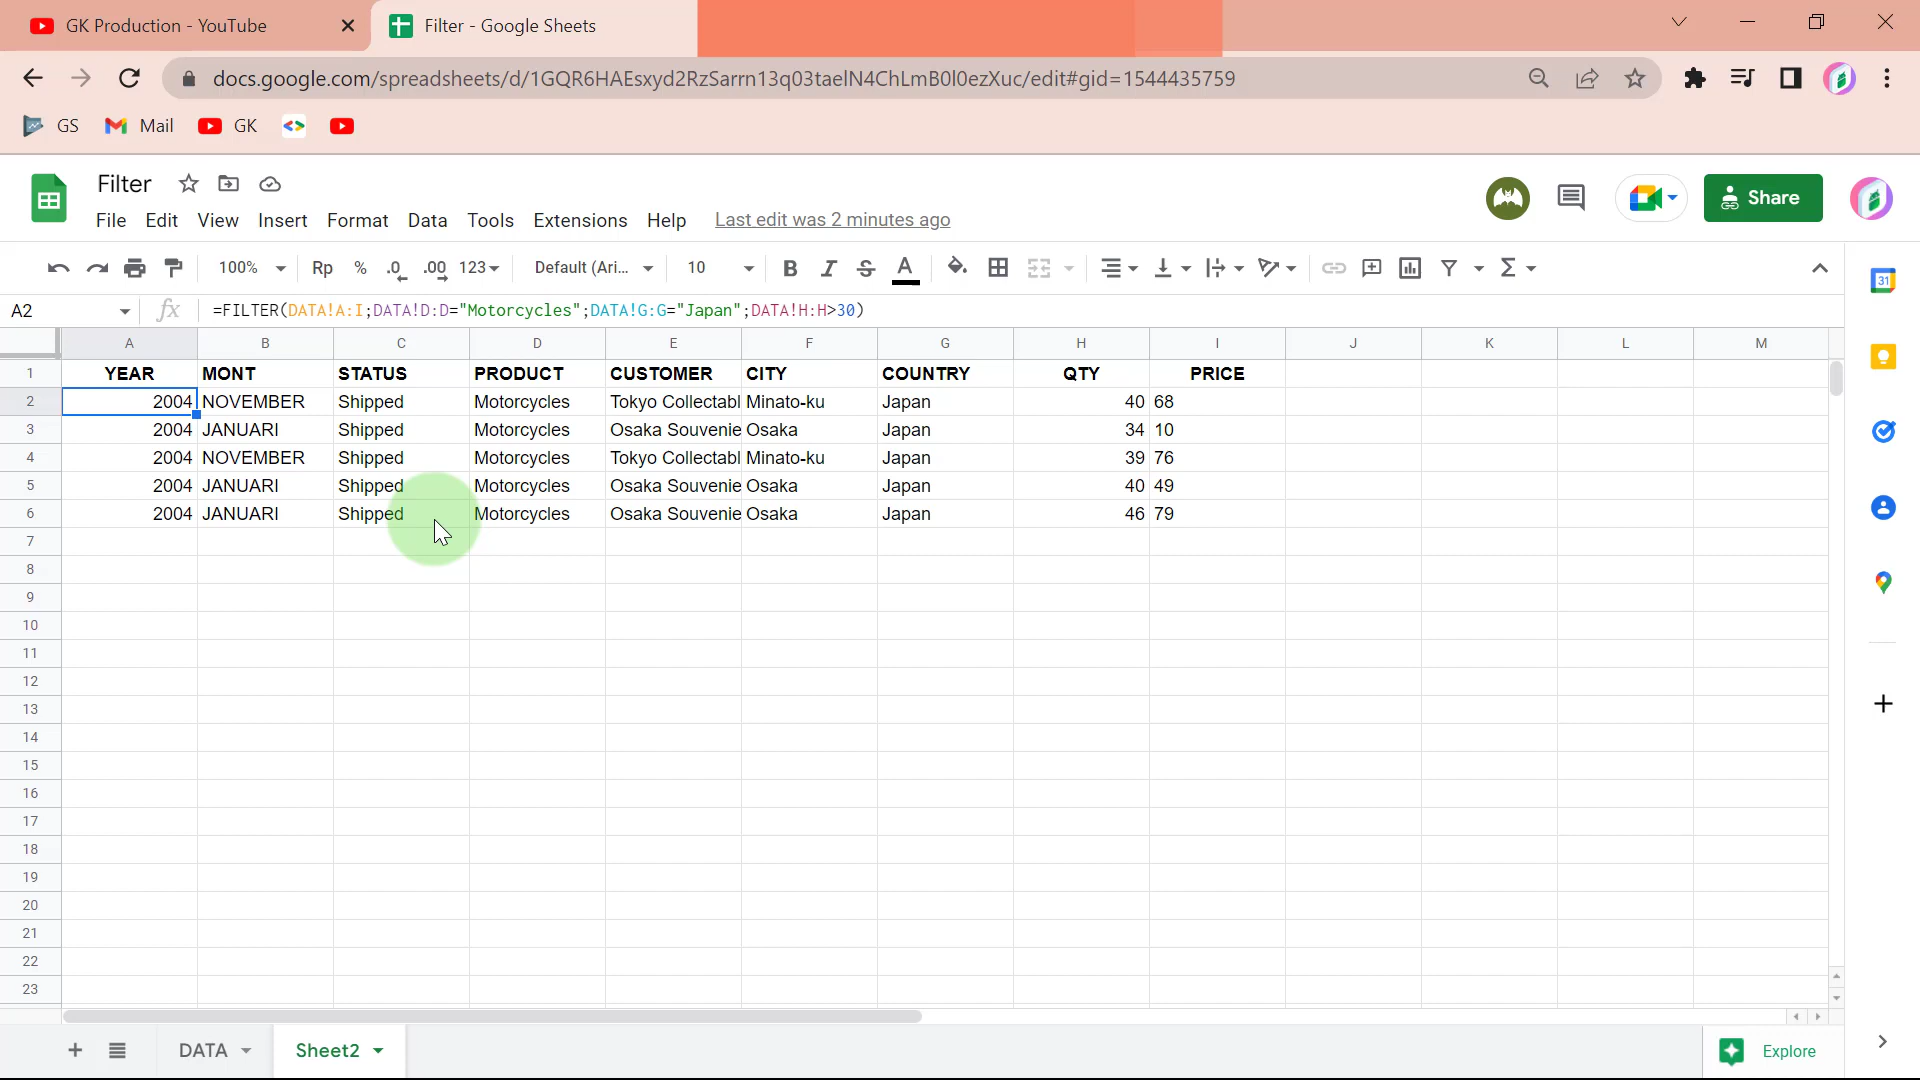 GK Production - YouTube
Filter - Google Sheets
docs.google.com/spreadsheets/d/1GQR6HAEsxyd2RzSarrn13q03taelN4ChLmB0l0ezXuc/edit#gid=1544435759
GS Mail GK
Filter
File Edit View Insert Format Data Tools Extensions Help Last edit was 2 minutes ago
Share
100% Rp % .0 .00 123 Default (Ari... 10 B I S A
31
A2 fx =FILTER(DATA!A:I;DATA!D:D="Motorcycles";DATA!G:G="Japan";DATA!H:H>30)
A B C D E F G H I J K L M
1 YEAR MONT STATUS PRODUCT CUSTOMER CITY COUNTRY QTY PRICE
2 2004 NOVEMBER Shipped Motorcycles Tokyo Collectabl Minato-ku Japan 40 68
3 2004 JANUARI Shipped Motorcycles Osaka Souvenie Osaka Japan 34 10
4 2004 NOVEMBER Shipped Motorcycles Tokyo Collectabl Minato-ku Japan 39 76
5 2004 JANUARI Shipped Motorcycles Osaka Souvenie Osaka Japan 40 49
6 2004 JANUARI Shipped Motorcycles Osaka Souvenie Osaka Japan 46 79
7
8
9
10
11
12
13
14
15
16
17
18
19
20
21
22
23
DATA Sheet2 Explore